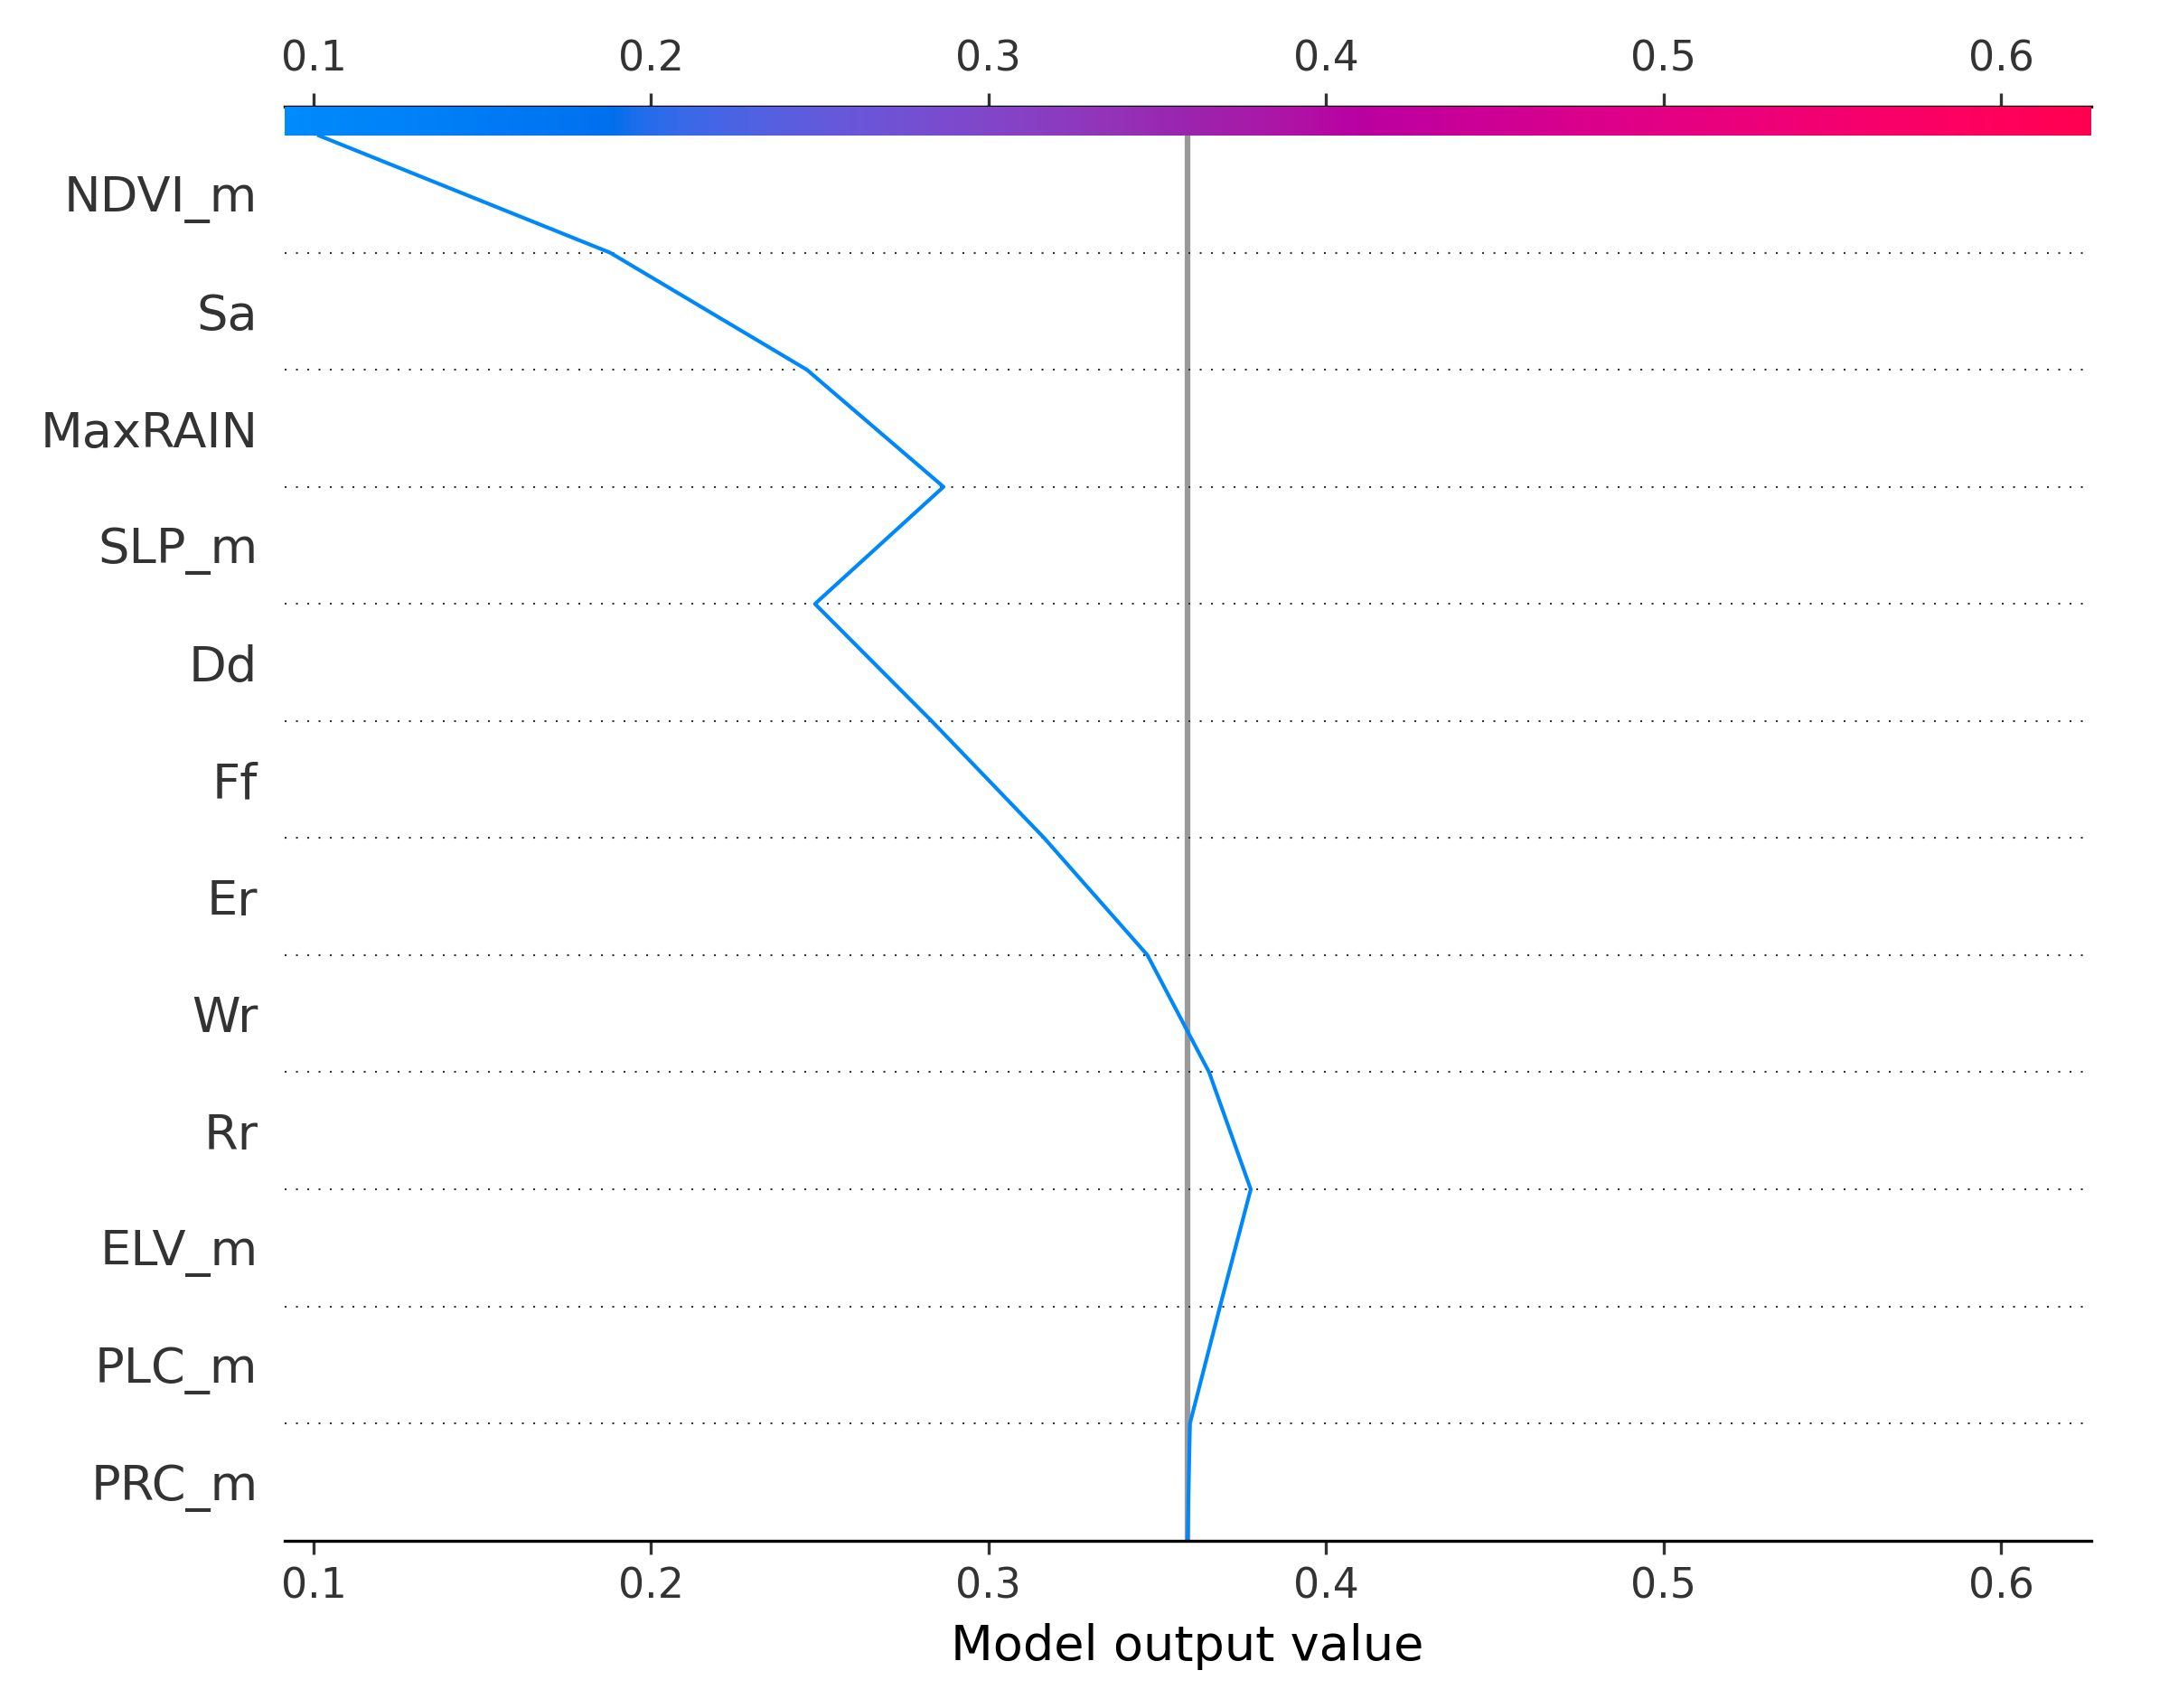 0.1 0.2 0.3 0.4 0.5 0.6
NDVI_m
Sa
MaxRAIN
SLP_m
Dd
Ff
Er
Wr
Rr
ELV_m
PLC_m
PRC_m
0.1 0.2 0.3 0.4 0.5 0.6
Model output value